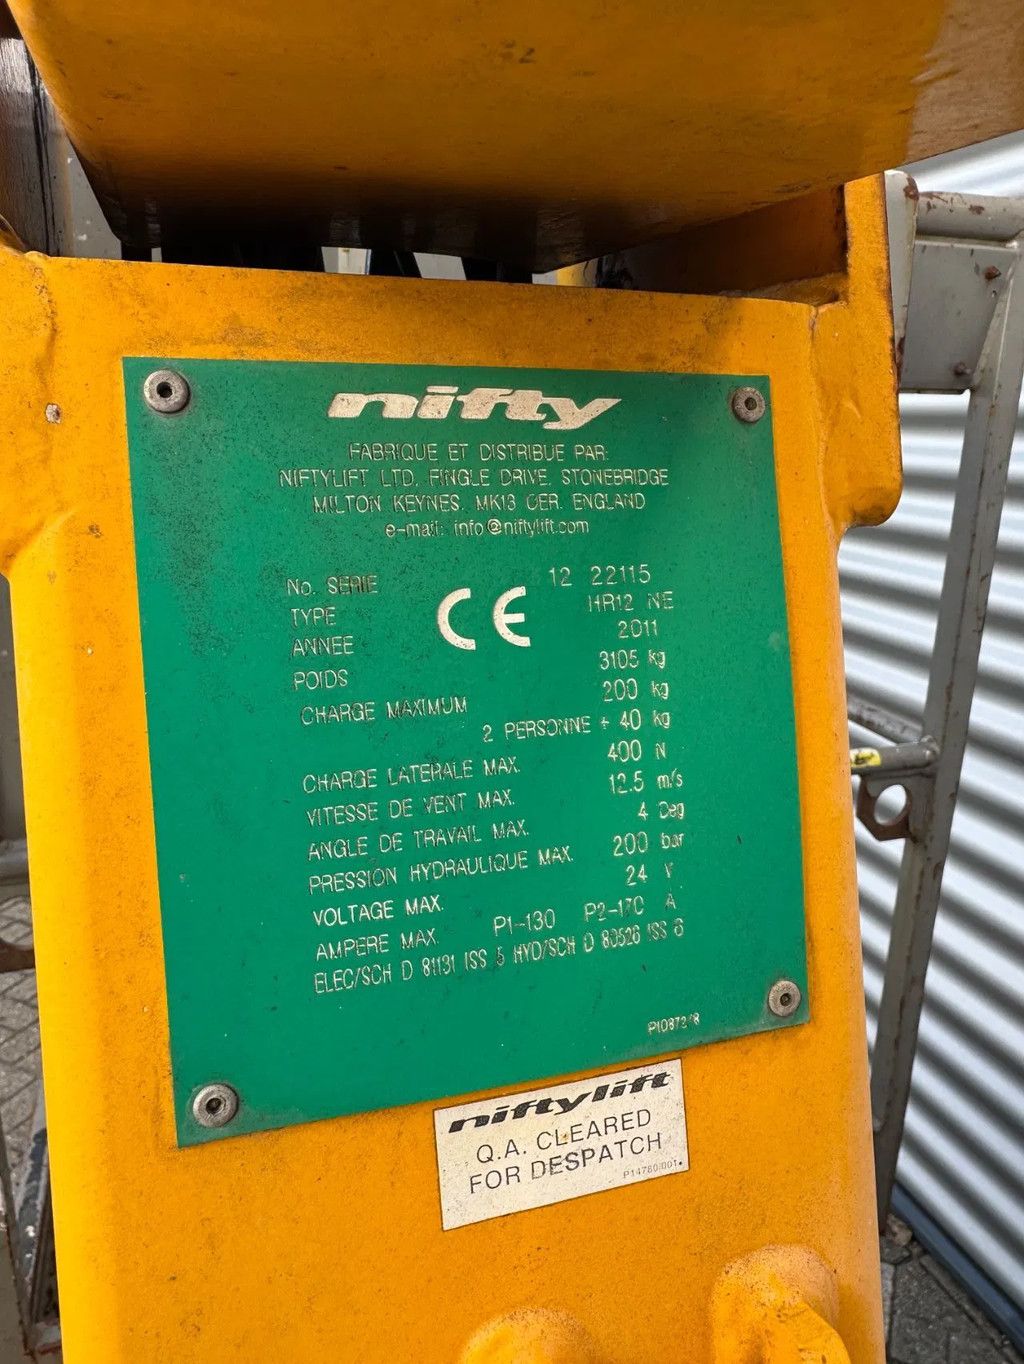 nifty
FABRIQUE ET DISTRIBUE PAR:
NIFTYLIFT LTD. FINGLE DRIVE. STONEBRIDGE
MILTON KEYNES. MK13 OER. ENGLAND
e-mail: info@niftylift.com
No. SERIE 12 22115
TYPE HR12 NE
CE
ANNEE 2011
POIDS 3105 kg
CHARGE MAXIMUM 200 kg
2 PERSONNE + 40 kg
CHARGE LATERALE MAX. 400 N
VITESSE DE VENT MAX. 12.5 m/s
ANGLE DE TRAVAIL MAX. 4 Deg
PRESSION HYDRAULIQUE MAX. 200 bar
VOLTAGE MAX. 24 V
AMPERE MAX. P1-130 P2-170 A
ELEC/SCH D 81131 ISS 5 HYD/SCH D 80526 ISS 6
P10872/8
niftylift
Q.A. CLEARED
FOR DESPATCH
P14780/001